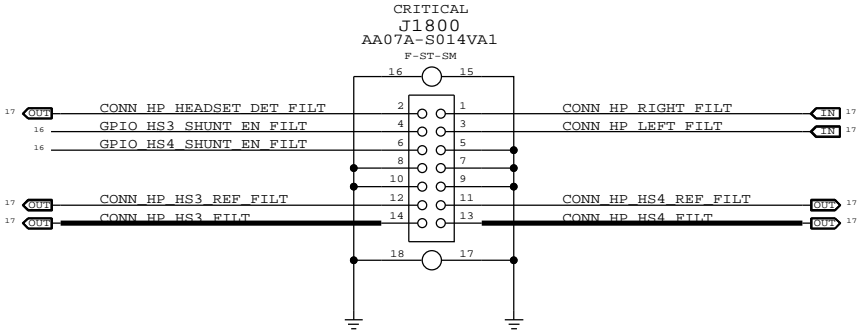 CRITICAL
J1800
AA07A-S014VA1
F-ST-SM
16 15
17 OUT CONN_HP_HEADSET_DET_FILT 2 1 CONN_HP_RIGHT_FILT IN 17
16 GPIO_HS3_SHUNT_EN_FILT 4 3 CONN_HP_LEFT_FILT IN 17
16 GPIO_HS4_SHUNT_EN_FILT 6 5
8 7
10 9
17 OUT CONN_HP_HS3_REF_FILT 12 11 CONN_HP_HS4_REF_FILT OUT 17
17 OUT CONN_HP_HS3_FILT 14 13 CONN_HP_HS4_FILT OUT 17
18 17